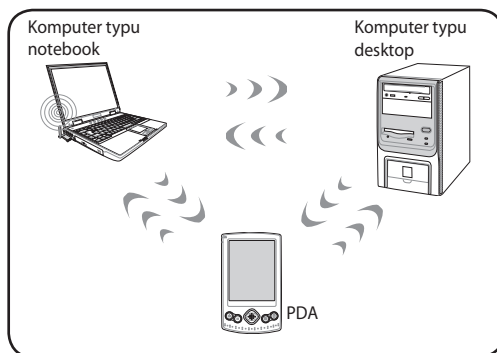 Komputer typu
notebook
Komputer typu
desktop
PDA